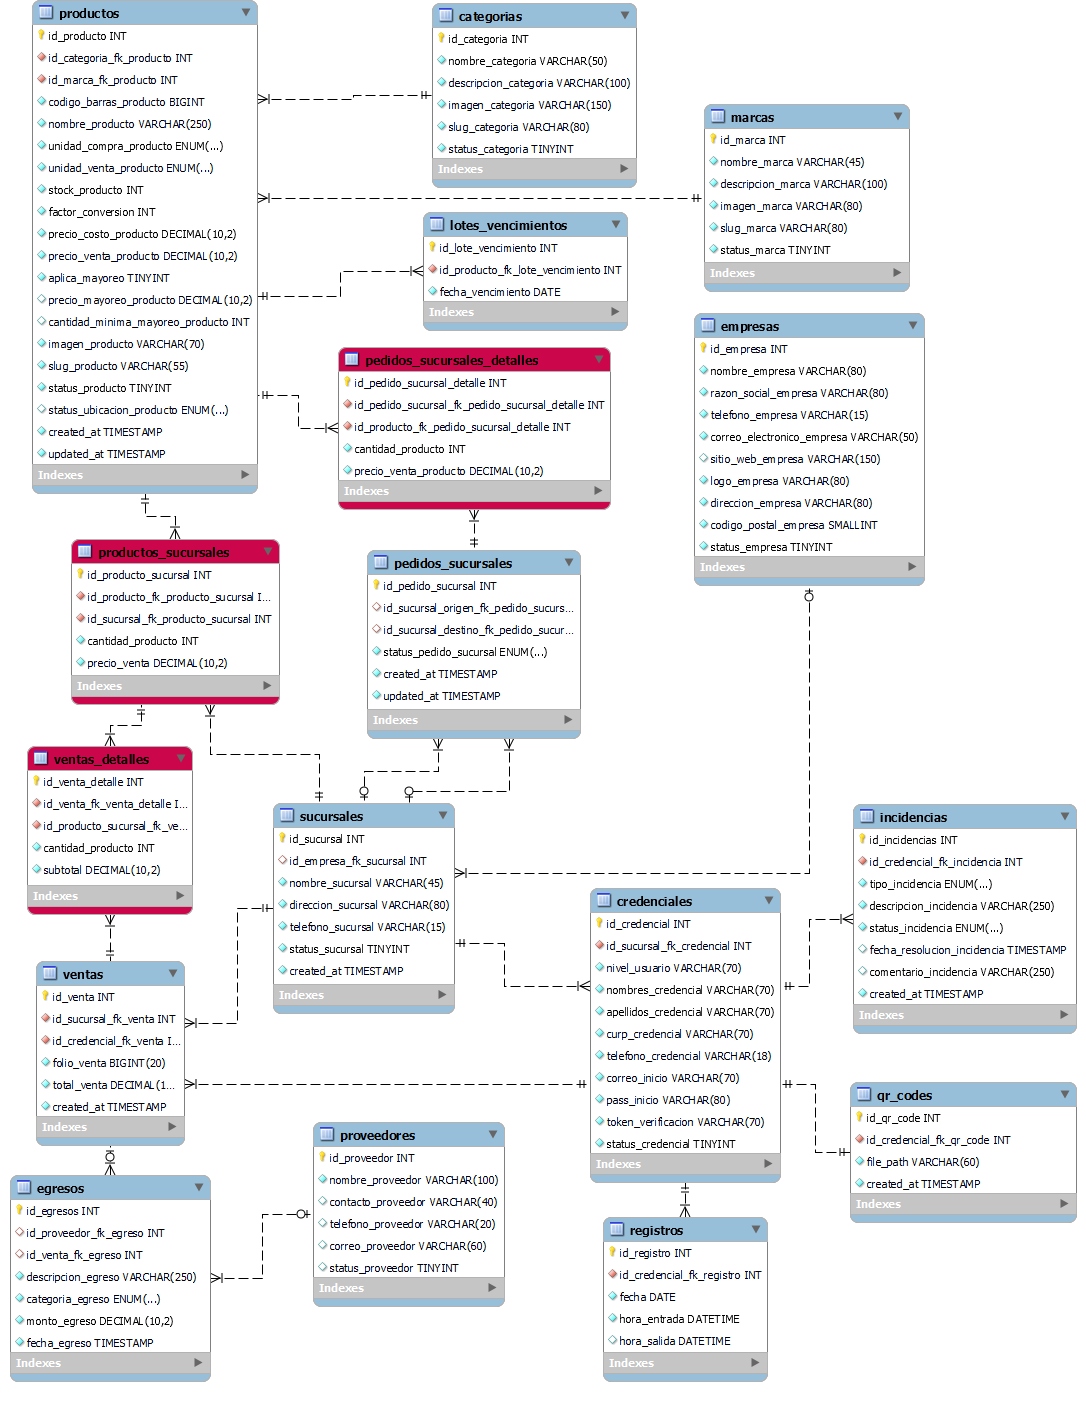 productos
id_producto INT
id_categoria_fk_producto INT
id_marca_fk_producto INT
codigo_barras_producto BIGINT
nombre_producto VARCHAR(250)
unidad_compra_producto ENUM(...)
unidad_venta_producto ENUM(...)
stock_producto INT
factor_conversion INT
precio_costo_producto DECIMAL(10,2)
precio_venta_producto DECIMAL(10,2)
aplica_mayoreo TINYINT
precio_mayoreo_producto DECIMAL(10,2)
cantidad_minima_mayoreo_producto INT
imagen_producto VARCHAR(70)
slug_producto VARCHAR(55)
status_producto TINYINT
status_ubicacion_producto ENUM(...)
created_at TIMESTAMP
updated_at TIMESTAMP
Indexes
categorias
id_categoria INT
nombre_categoria VARCHAR(50)
descripcion_categoria VARCHAR(100)
imagen_categoria VARCHAR(150)
slug_categoria VARCHAR(80)
status_categoria TINYINT
Indexes
marcas
id_marca INT
nombre_marca VARCHAR(45)
descripcion_marca VARCHAR(100)
imagen_marca VARCHAR(80)
slug_marca VARCHAR(80)
status_marca TINYINT
Indexes
lotes_vencimientos
id_lote_vencimiento INT
id_producto_fk_lote_vencimiento INT
fecha_vencimiento DATE
Indexes
empresas
id_empresa INT
nombre_empresa VARCHAR(80)
razon_social_empresa VARCHAR(80)
telefono_empresa VARCHAR(15)
correo_electronico_empresa VARCHAR(50)
sitio_web_empresa VARCHAR(150)
logo_empresa VARCHAR(80)
direccion_empresa VARCHAR(80)
codigo_postal_empresa SMALLINT
status_empresa TINYINT
Indexes
pedidos_sucursales_detalles
id_pedido_sucursal_detalle INT
id_pedido_sucursal_fk_pedido_sucursal_detalle INT
id_producto_fk_pedido_sucursal_detalle INT
cantidad_producto INT
precio_venta_producto DECIMAL(10,2)
Indexes
productos_sucursales
id_producto_sucursal INT
id_producto_fk_producto_sucursal I...
id_sucursal_fk_producto_sucursal INT
cantidad_producto INT
precio_venta DECIMAL(10,2)
Indexes
pedidos_sucursales
id_pedido_sucursal INT
id_sucursal_origen_fk_pedido_sucurs...
id_sucursal_destino_fk_pedido_sucur...
status_pedido_sucursal ENUM(...)
created_at TIMESTAMP
updated_at TIMESTAMP
Indexes
ventas_detalles
id_venta_detalle INT
id_venta_fk_venta_detalle I...
id_producto_sucursal_fk_ve...
cantidad_producto INT
subtotal DECIMAL(10,2)
Indexes
sucursales
id_sucursal INT
id_empresa_fk_sucursal INT
nombre_sucursal VARCHAR(45)
direccion_sucursal VARCHAR(80)
telefono_sucursal VARCHAR(15)
status_sucursal TINYINT
created_at TIMESTAMP
Indexes
incidencias
id_incidencias INT
id_credencial_fk_incidencia INT
tipo_incidencia ENUM(...)
descripcion_incidencia VARCHAR(250)
status_incidencia ENUM(...)
fecha_resolucion_incidencia TIMESTAMP
comentario_incidencia VARCHAR(250)
created_at TIMESTAMP
Indexes
credenciales
id_credencial INT
id_sucursal_fk_credencial INT
nivel_usuario VARCHAR(70)
nombres_credencial VARCHAR(70)
apellidos_credencial VARCHAR(70)
curp_credencial VARCHAR(70)
telefono_credencial VARCHAR(18)
correo_inicio VARCHAR(70)
pass_inicio VARCHAR(80)
token_verificacion VARCHAR(70)
status_credencial TINYINT
Indexes
ventas
id_venta INT
id_sucursal_fk_venta INT
id_credencial_fk_venta I...
folio_venta BIGINT(20)
total_venta DECIMAL(1...
created_at TIMESTAMP
Indexes
qr_codes
id_qr_code INT
id_credencial_fk_qr_code INT
file_path VARCHAR(60)
created_at TIMESTAMP
Indexes
proveedores
id_proveedor INT
nombre_proveedor VARCHAR(100)
contacto_proveedor VARCHAR(40)
telefono_proveedor VARCHAR(20)
correo_proveedor VARCHAR(60)
status_proveedor TINYINT
Indexes
egresos
id_egresos INT
id_proveedor_fk_egreso INT
id_venta_fk_egreso INT
descripcion_egreso VARCHAR(250)
categoria_egreso ENUM(...)
monto_egreso DECIMAL(10,2)
fecha_egreso TIMESTAMP
Indexes
registros
id_registro INT
id_credencial_fk_registro INT
fecha DATE
hora_entrada DATETIME
hora_salida DATETIME
Indexes